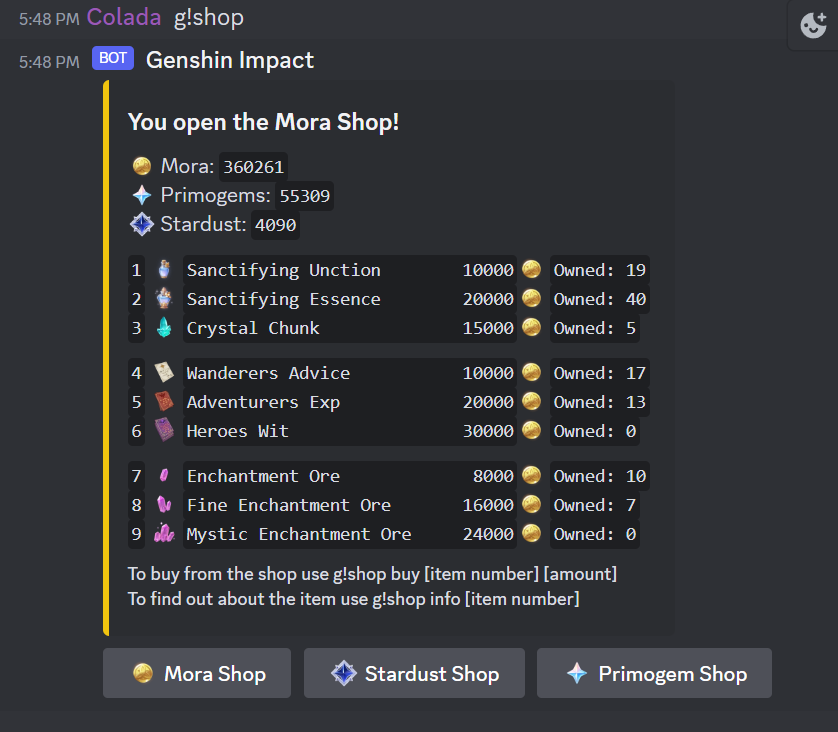 5:48 PM Colada g!shop
5:48 PM BOT Genshin Impact
You open the Mora Shop!
Mora: 360261
Primogems: 55309
Stardust: 4090
1 Sanctifying Unction 10000 Owned: 19
2 Sanctifying Essence 20000 Owned: 40
3 Crystal Chunk 15000 Owned: 5
4 Wanderers Advice 10000 Owned: 17
5 Adventurers Exp 20000 Owned: 13
6 Heroes Wit 30000 Owned: 0
7 Enchantment Ore 8000 Owned: 10
8 Fine Enchantment Ore 16000 Owned: 7
9 Mystic Enchantment Ore 24000 Owned: 0
To buy from the shop use g!shop buy [item number] [amount]
To find out about the item use g!shop info [item number]
Mora Shop Stardust Shop Primogem Shop